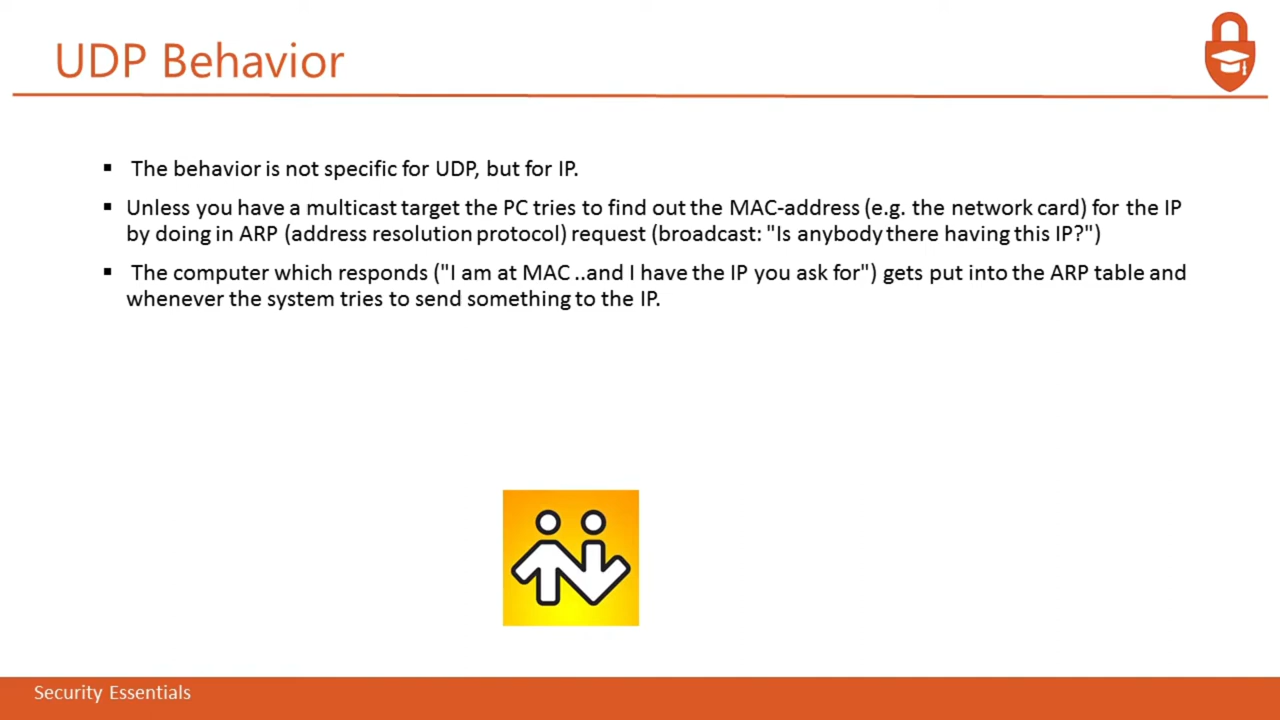 UDP Behavior
▪ The behavior is not specific for UDP, but for IP.
▪ Unless you have a multicast target the PC tries to find out the MAC-address (e.g. the network card) for the IP
by doing in ARP (address resolution protocol) request (broadcast: "Is anybody there having this IP?")
▪ The computer which responds ("I am at MAC ..and I have the IP you ask for") gets put into the ARP table and
whenever the system tries to send something to the IP.
Security Essentials